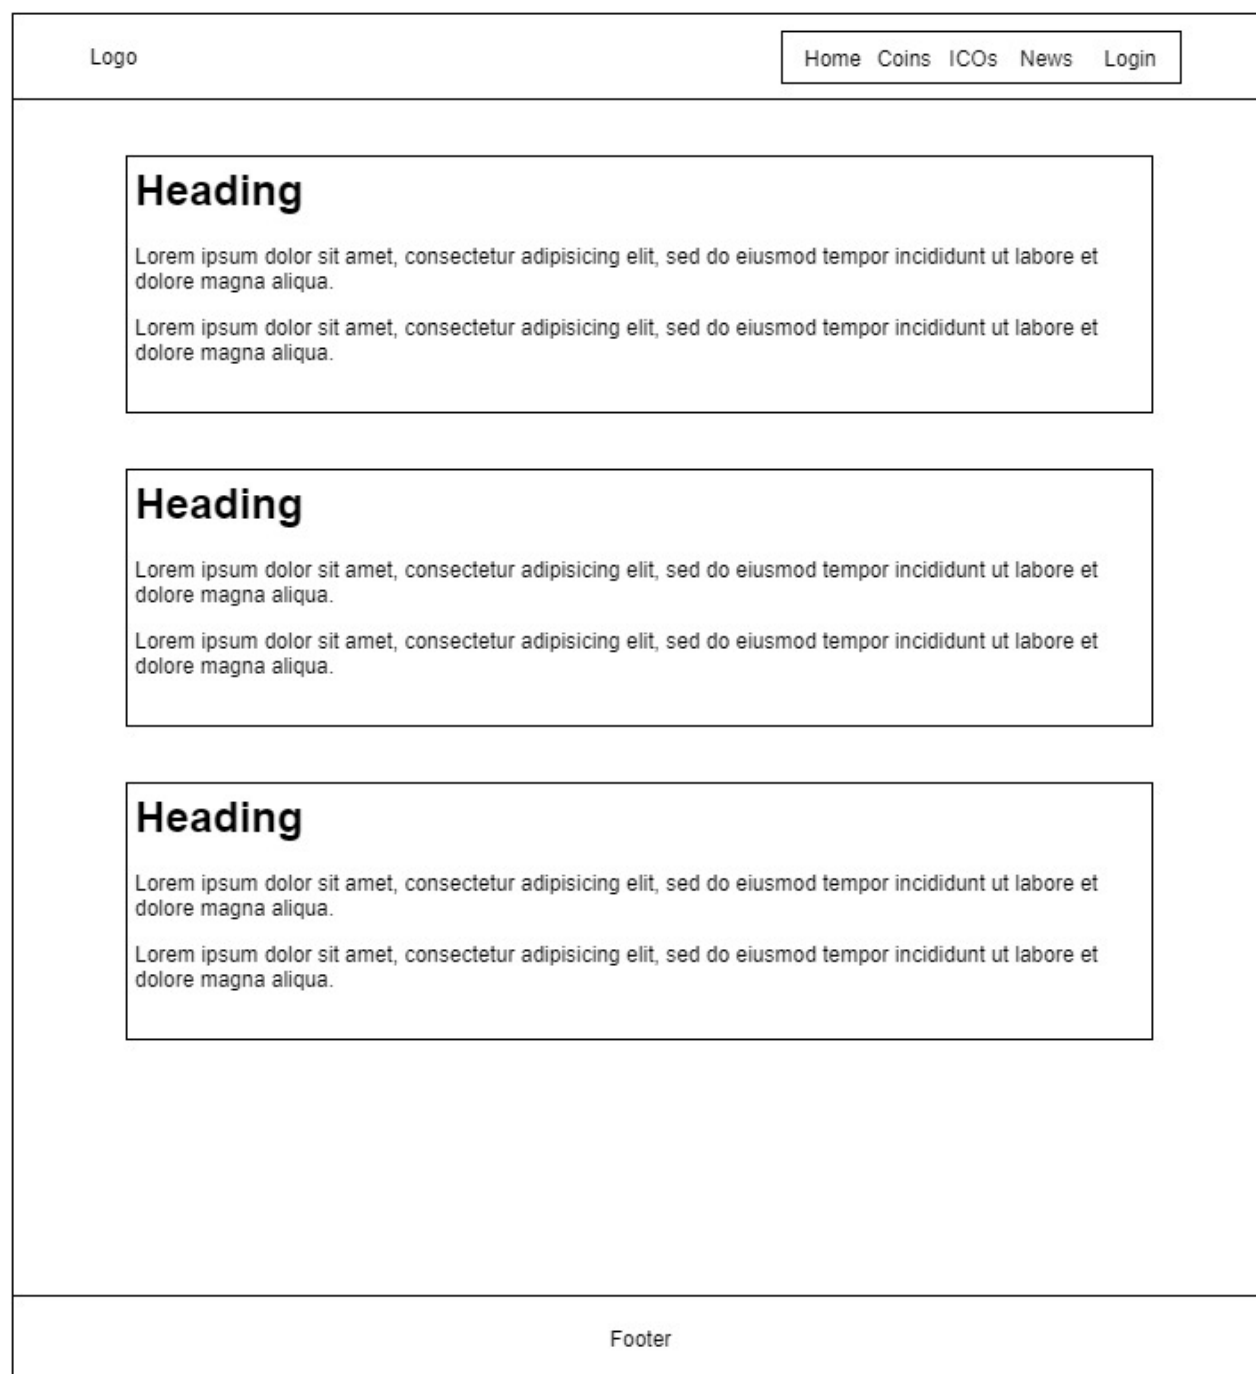 Logo
Home Coins ICOs News Login
Heading
Lorem ipsum dolor sit amet, consectetur adipisicing elit, sed do eiusmod tempor incididunt ut labore et
dolore magna aliqua.
Lorem ipsum dolor sit amet, consectetur adipisicing elit, sed do eiusmod tempor incididunt ut labore et
dolore magna aliqua.
Heading
Lorem ipsum dolor sit amet, consectetur adipisicing elit, sed do eiusmod tempor incididunt ut labore et
dolore magna aliqua.
Lorem ipsum dolor sit amet, consectetur adipisicing elit, sed do eiusmod tempor incididunt ut labore et
dolore magna aliqua.
Heading
Lorem ipsum dolor sit amet, consectetur adipisicing elit, sed do eiusmod tempor incididunt ut labore et
dolore magna aliqua.
Lorem ipsum dolor sit amet, consectetur adipisicing elit, sed do eiusmod tempor incididunt ut labore et
dolore magna aliqua.
Footer